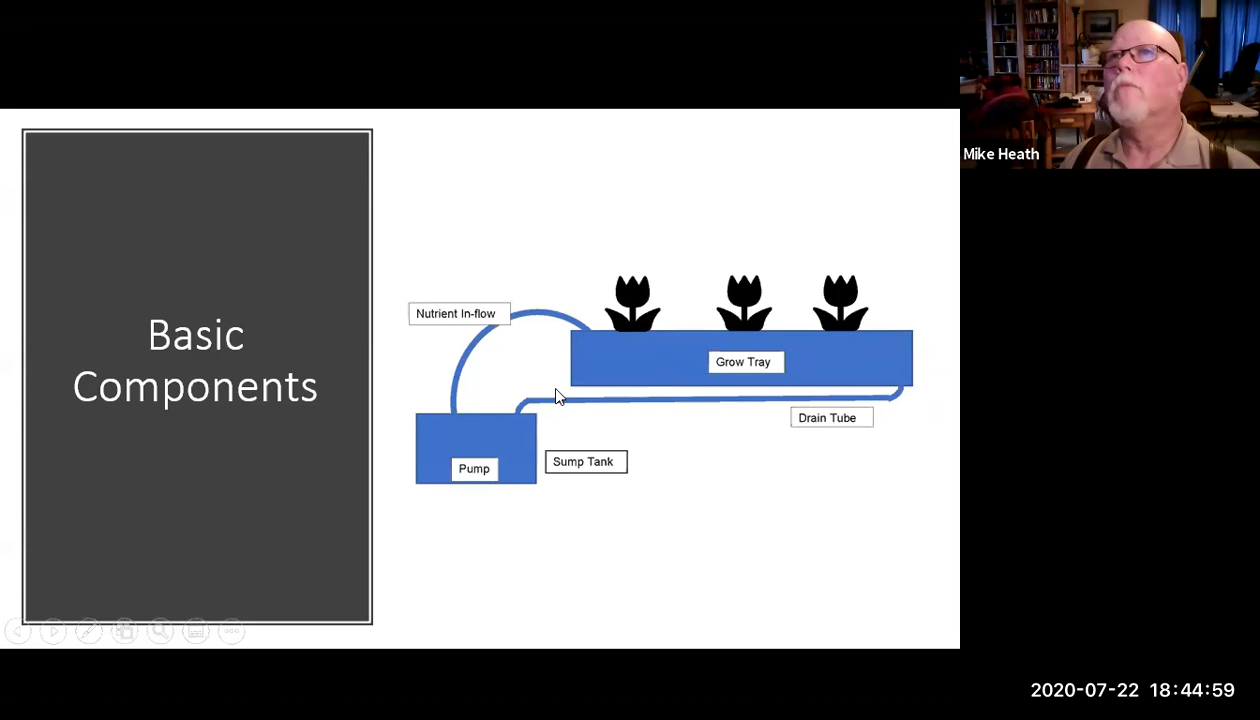 Mike Heath
Basic
Components
Nutrient In-flow
Grow Tray
Drain Tube
Sump Tank
Pump
2020-07-22 18:44:59